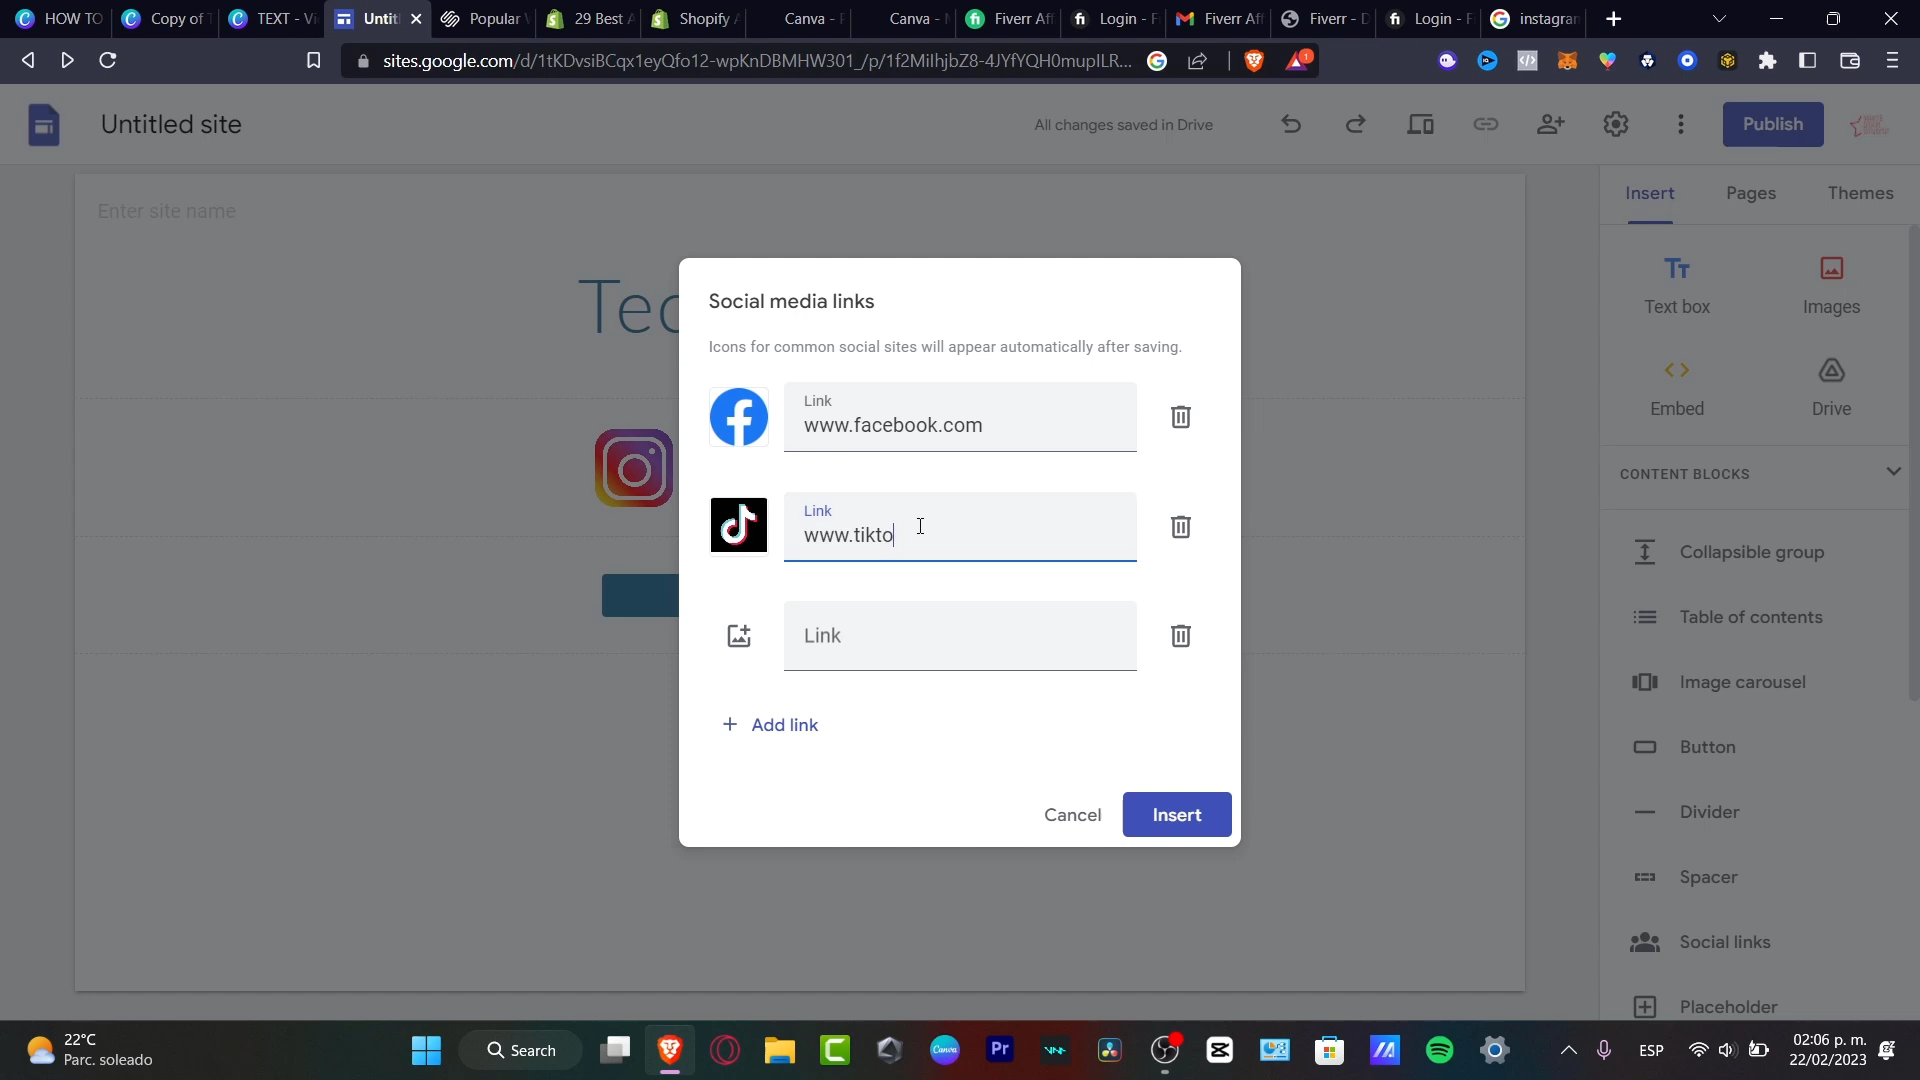 HOW TO
Copy of
TEXT - Vi
Untit
Popular
29 Best
Shopify
Canva -
Canva -
Fiverr Aff
Login - F
Fiverr Aff
Fiverr - D
Login - F
instagram
sites.google.com/d/1tKDvsiBCqx1eyQfo12-wpKnDBMHW301_/p/1f2MilhjbZ8-4JYfYQH0mupILR...
1
Untitled site
All changes saved in Drive
Publish
Enter site name
Tec
Insert
Pages
Themes
Text box
Images
Embed
Drive
CONTENT BLOCKS
Collapsible group
Table of contents
Image carousel
Button
Divider
Spacer
Social links
Placeholder
Social media links
Icons for common social sites will appear automatically after saving.
Link
www.facebook.com
Link
www.tikto
Link
+ Add link
Cancel
Insert
22°C
Parc. soleado
Search
Canva
Pr
ESP
02:06 p. m.
22/02/2023